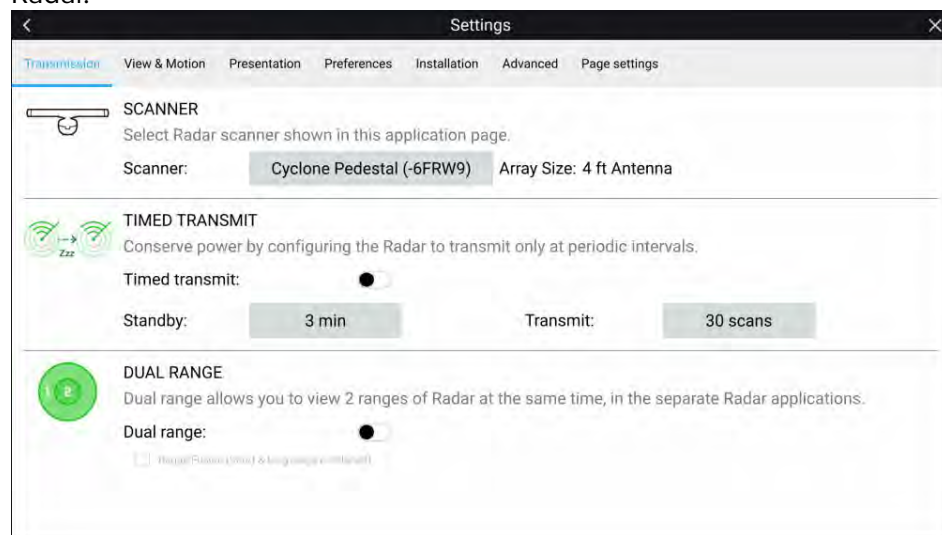 Radar.
Settings
Transmission View & Motion Presentation Preferences Installation Advanced Page settings
SCANNER
Select Radar scanner shown in this application page.
Scanner: Cyclone Pedestal (-6FRW9) Array Size: 4 ft Antenna
TIMED TRANSMIT
Zzz
Conserve power by configuring the Radar to transmit only at periodic intervals.
Timed transmit:
Standby: 3 min Transmit: 30 scans
DUAL RANGE
1 2
Dual range allows you to view 2 ranges of Radar at the same time, in the separate Radar applications.
Dual range: